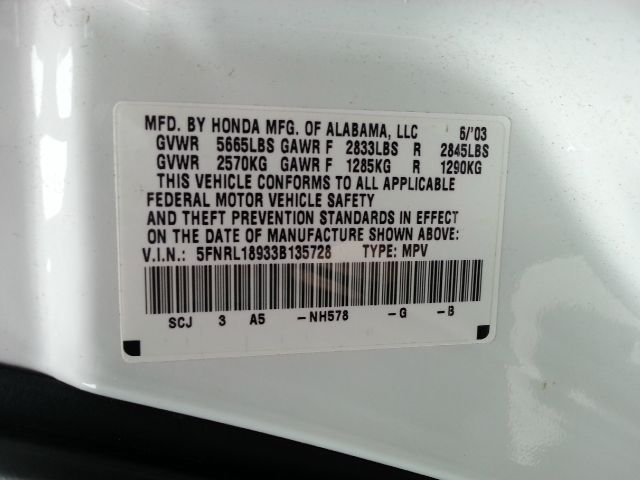 MFD. BY HONDA MFG. OF ALABAMA, LLC 6/'03
GVWR 5665LBS GAWR F 2833LBS R 2845LBS
GVWR 2570KG GAWR F 1285KG R 1290KG
THIS VEHICLE CONFORMS TO ALL APPLICABLE
FEDERAL MOTOR VEHICLE SAFETY
AND THEFT PREVENTION STANDARDS IN EFFECT
ON THE DATE OF MANUFACTURE SHOWN ABOVE:
V.I.N.: 5FNRL18933B135728 TYPE: MPV
SCJ 3 A5 -NH578 -G -B